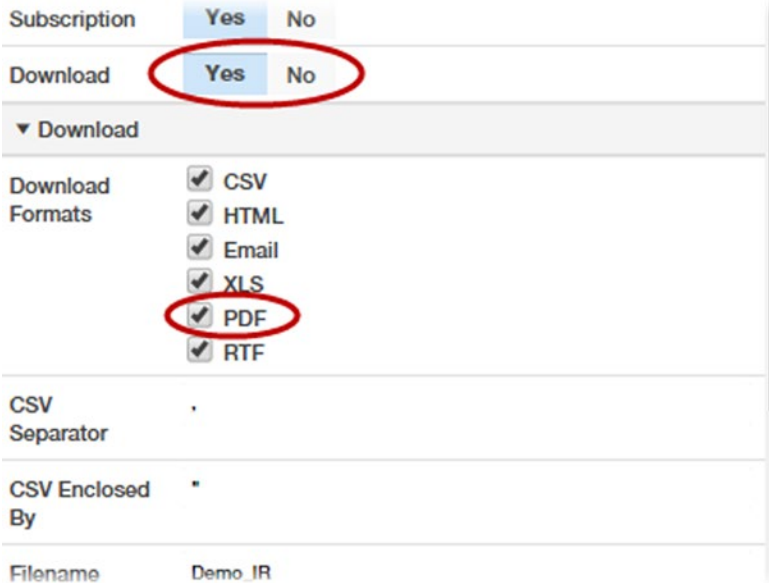 Subscription Yes No
Download Yes No
▼ Download
Download Formats
CSV
HTML
Email
XLS
PDF
RTF
CSV Separator ,
CSV Enclosed By "
Filename Demo_IR